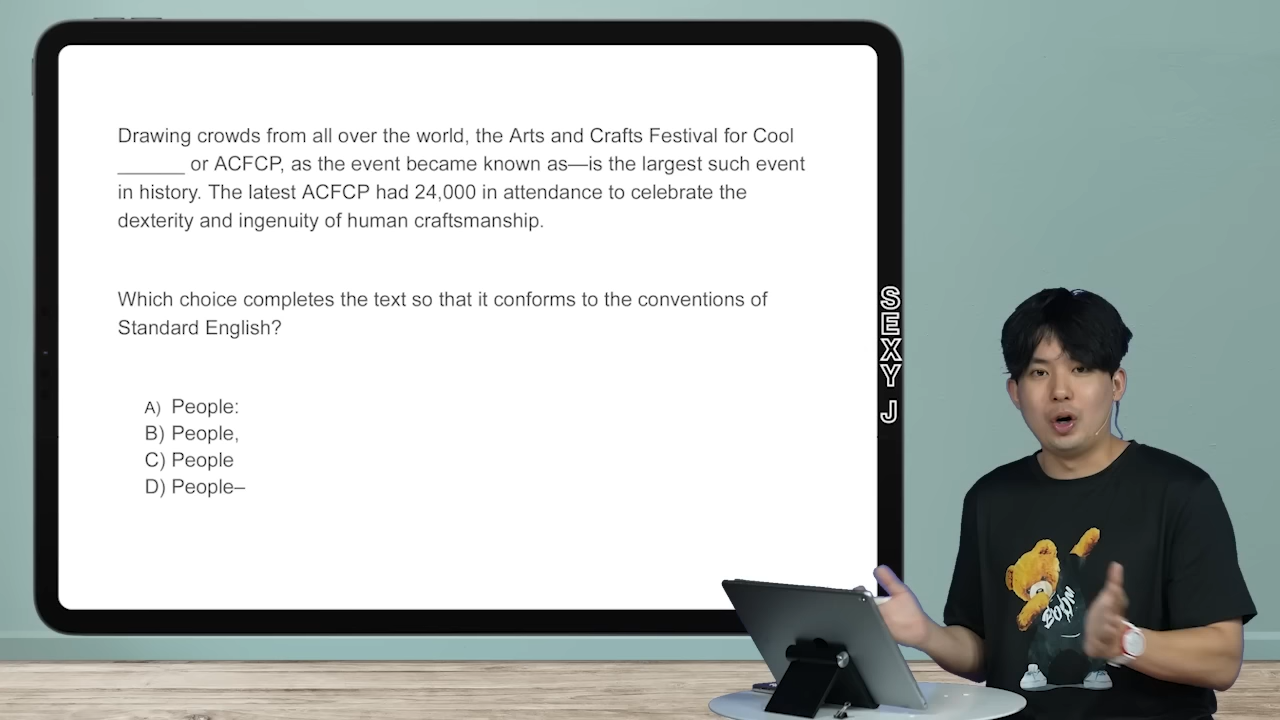 Drawing crowds from all over the world, the Arts and Crafts Festival for Cool
______ or ACFCP, as the event became known as—is the largest such event
in history. The latest ACFCP had 24,000 in attendance to celebrate the
dexterity and ingenuity of human craftsmanship.
Which choice completes the text so that it conforms to the conventions of
Standard English?
A) People:
B) People,
C) People
D) People–
SEXY J
BOOM